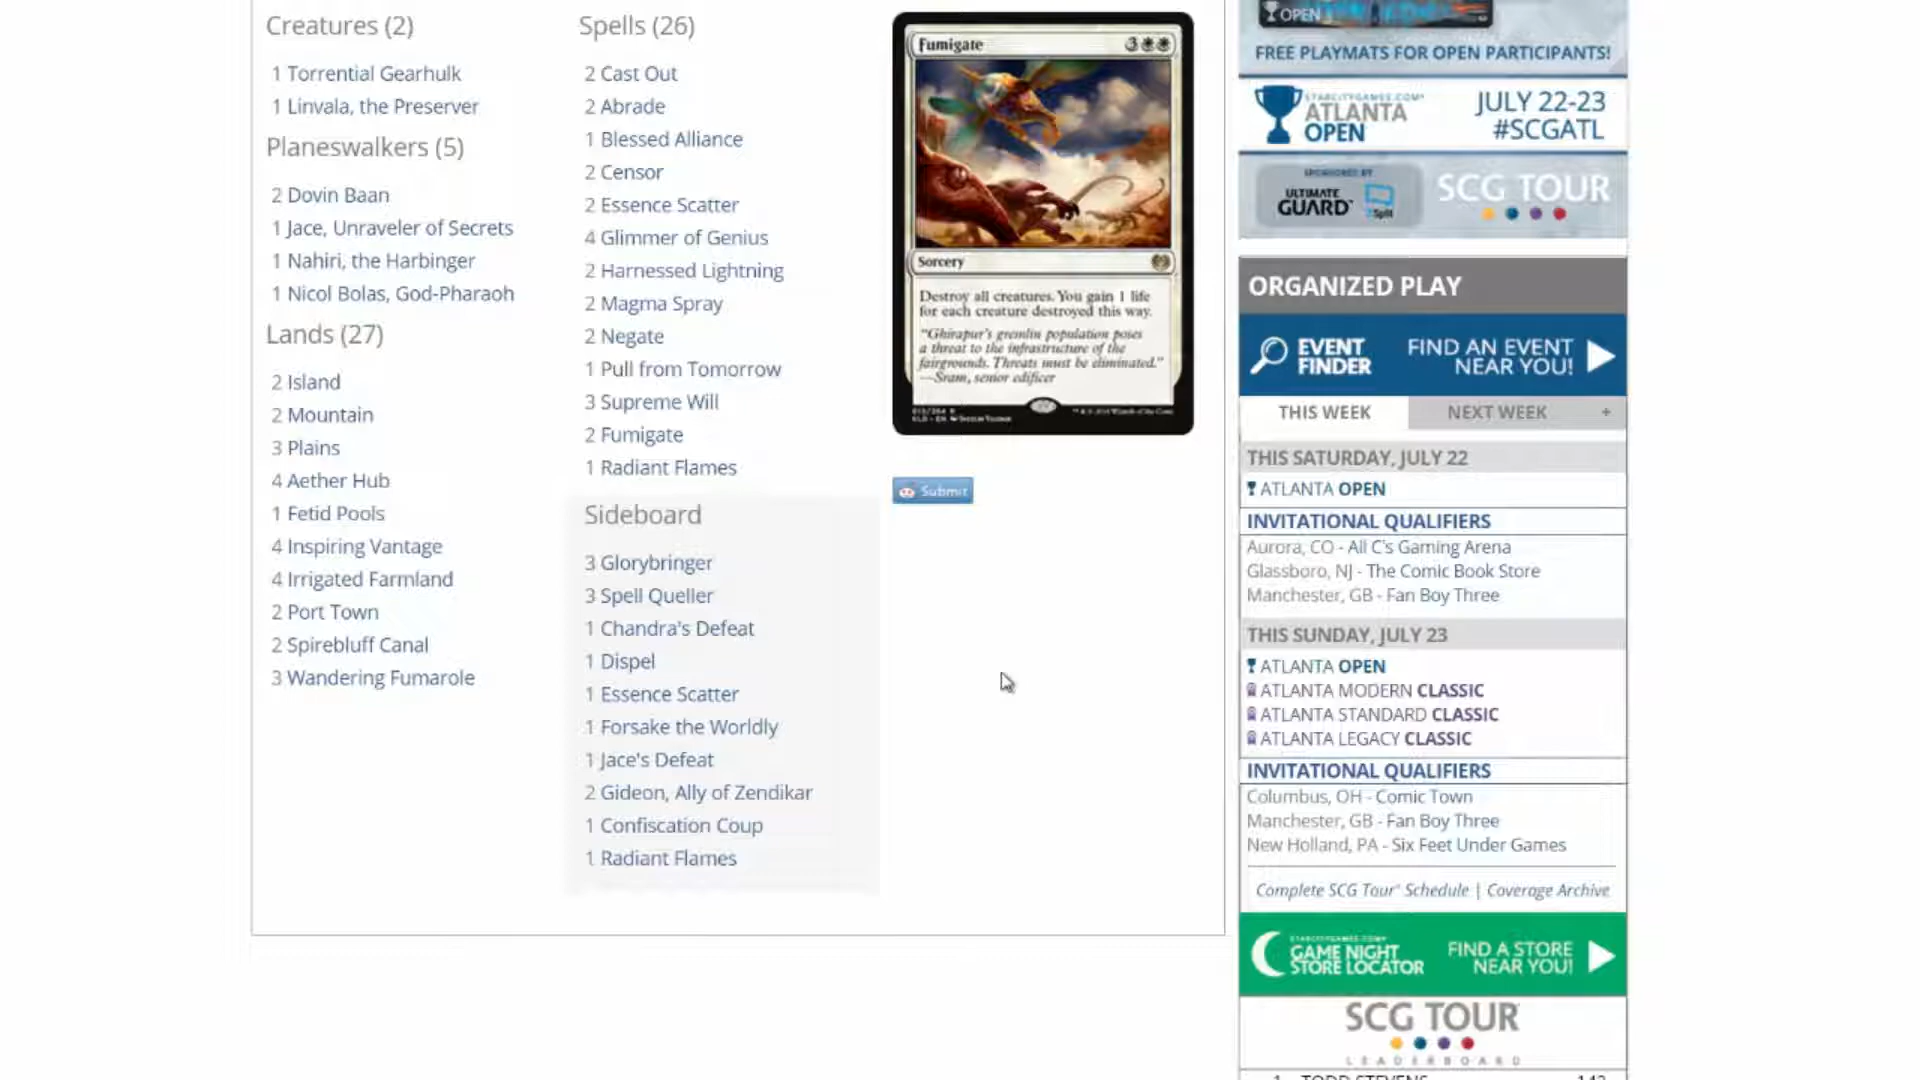 Creatures (2)
1 Torrential Gearhulk
1 Linvala, the Preserver
Planeswalkers (5)
2 Dovin Baan
1 Jace, Unraveler of Secrets
1 Nahiri, the Harbinger
1 Nicol Bolas, God-Pharaoh
Lands (27)
2 Island
2 Mountain
3 Plains
4 Aether Hub
1 Fetid Pools
4 Inspiring Vantage
4 Irrigated Farmland
2 Port Town
2 Spirebluff Canal
3 Wandering Fumarole
Spells (26)
2 Cast Out
2 Abrade
1 Blessed Alliance
2 Censor
2 Essence Scatter
4 Glimmer of Genius
2 Harnessed Lightning
2 Magma Spray
2 Negate
1 Pull from Tomorrow
3 Supreme Will
2 Fumigate
1 Radiant Flames
Sideboard
3 Glorybringer
3 Spell Queller
1 Chandra's Defeat
1 Dispel
1 Essence Scatter
1 Forsake the Worldly
1 Jace's Defeat
2 Gideon, Ally of Zendikar
1 Confiscation Coup
1 Radiant Flames
Fumigate 3
Sorcery
Destroy all creatures. You gain 1 life
for each creature destroyed this way.
"Ghirapur's gremlin population poses
a threat to the infrastructure of the
fairgrounds. Threats must be eliminated."
—Sram, senior edificer
Submit
OPEN
FREE PLAYMATS FOR OPEN PARTICIPANTS!
STARCITYGAMES.COM®
ATLANTA
OPEN
JULY 22-23
#SCGATL
SPONSORED BY
ULTIMATE
GUARD
Split
SCG TOUR
ORGANIZED PLAY
EVENT
FINDER
FIND AN EVENT
NEAR YOU!
THIS WEEK
NEXT WEEK +
THIS SATURDAY, JULY 22
ATLANTA OPEN
INVITATIONAL QUALIFIERS
Aurora, CO - All C's Gaming Arena
Glassboro, NJ - The Comic Book Store
Manchester, GB - Fan Boy Three
THIS SUNDAY, JULY 23
ATLANTA OPEN
ATLANTA MODERN CLASSIC
ATLANTA STANDARD CLASSIC
ATLANTA LEGACY CLASSIC
INVITATIONAL QUALIFIERS
Columbus, OH - Comic Town
Manchester, GB - Fan Boy Three
New Holland, PA - Six Feet Under Games
Complete SCG Tour® Schedule | Coverage Archive
STARCITYGAMES.COM®
GAME NIGHT
STORE LOCATOR
FIND A STORE
NEAR YOU!
SCG TOUR
LEADERBOARD
1 TODD STEVENS 142